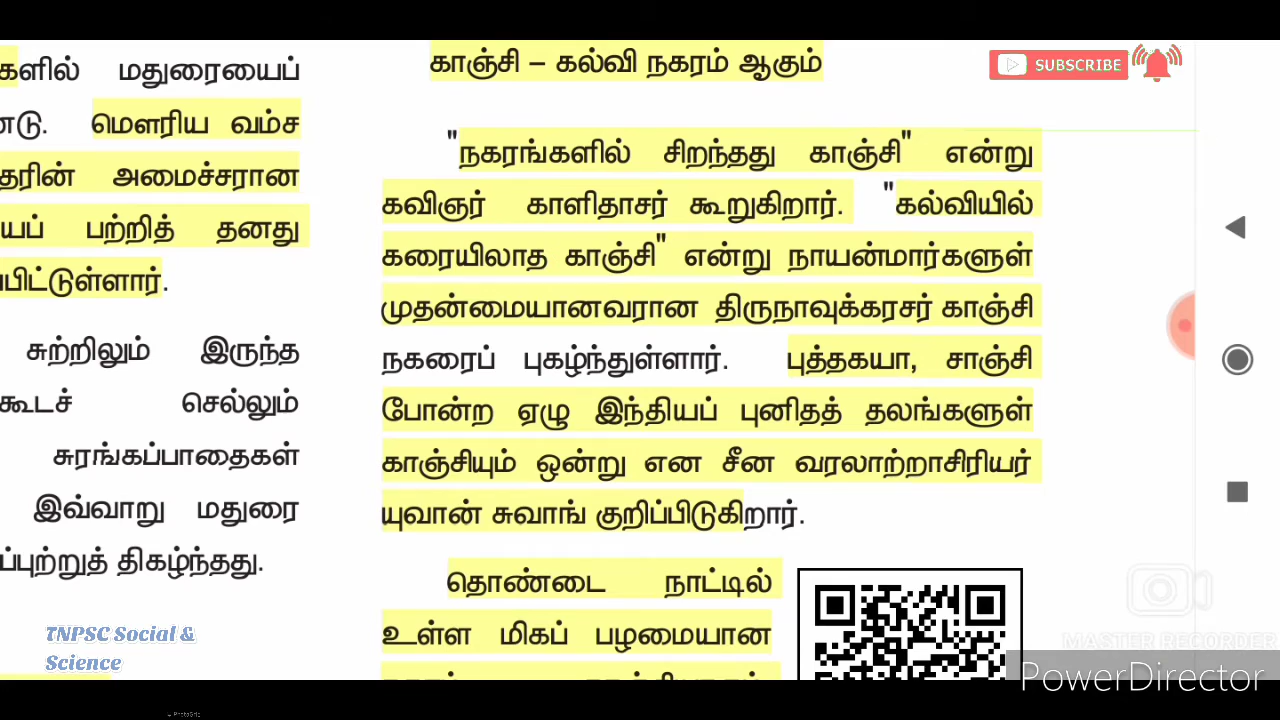 களில் மதுரையைப்
டு. மௌரிய வம்ச
தரின் அமைச்சரான
யப் பற்றித் தனது
பிட்டுள்ளார்.
சுற்றிலும் இருந்த
கூடச் செல்லும்
சுரங்கப்பாதைகள்
இவ்வாறு மதுரை
ப்புற்றுத் திகழ்ந்தது.
TNPSC Social &
Science
காஞ்சி – கல்வி நகரம் ஆகும்
"நகரங்களில் சிறந்தது காஞ்சி" என்று
கவிஞர் காளிதாசர் கூறுகிறார். "கல்வியில்
கரையிலாத காஞ்சி" என்று நாயன்மார்களுள்
முதன்மையானவரான திருநாவுக்கரசர் காஞ்சி
நகரைப் புகழ்ந்துள்ளார். புத்தகயா, சாஞ்சி
போன்ற ஏழு இந்தியப் புனிதத் தலங்களுள்
காஞ்சியும் ஒன்று என சீன வரலாற்றாசிரியர்
யுவான் சுவாங் குறிப்பிடுகிறார்.
தொண்டை நாட்டில்
உள்ள மிகப் பழமையான
SUBSCRIBE
MASTER RECORDER
PowerDirector